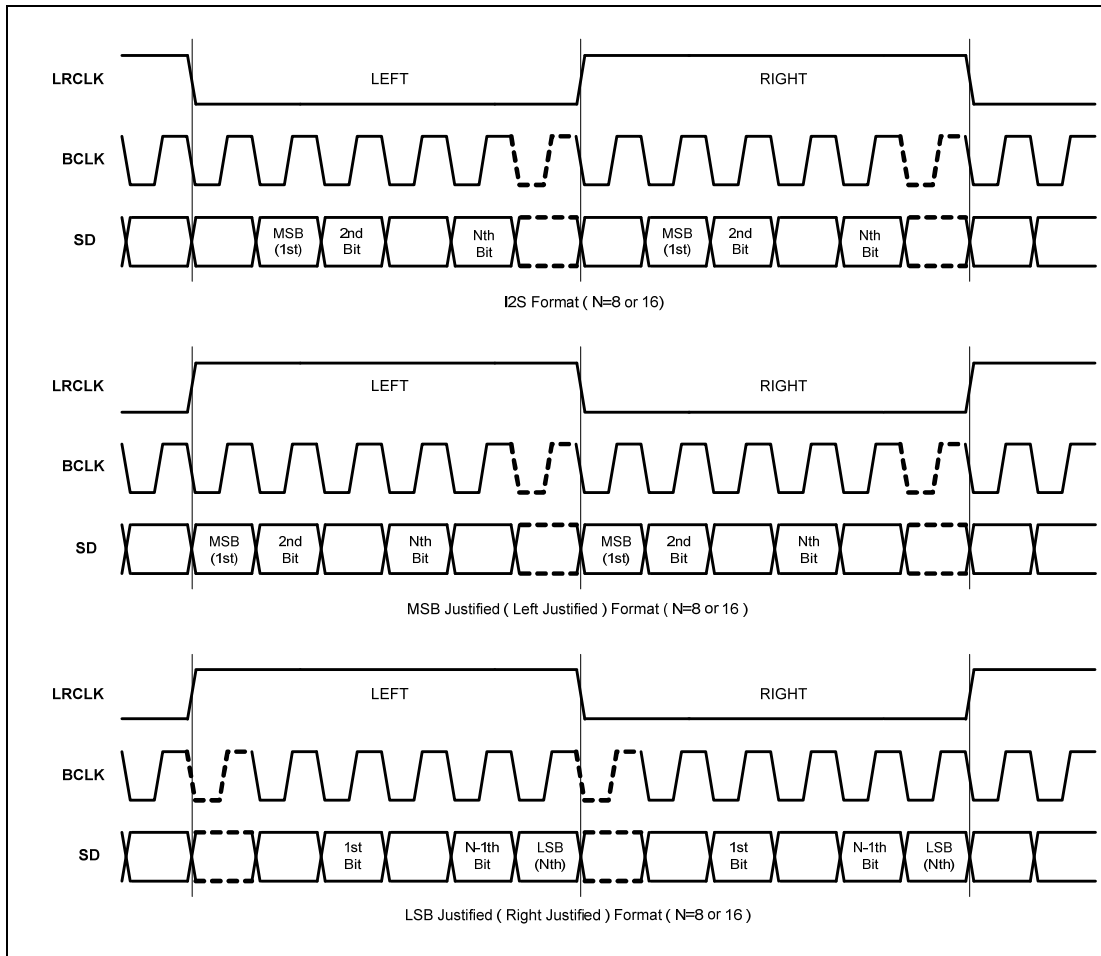 LRCLK
LEFT
RIGHT
BCLK
SD
MSB (1st)
2nd Bit
Nth Bit
MSB (1st)
2nd Bit
Nth Bit
I2S Format ( N=8 or 16)
LRCLK
LEFT
RIGHT
BCLK
SD
MSB (1st)
2nd Bit
Nth Bit
MSB (1st)
2nd Bit
Nth Bit
MSB Justified ( Left Justified ) Format ( N=8 or 16 )
LRCLK
LEFT
RIGHT
BCLK
SD
1st Bit
N-1th Bit
LSB (Nth)
1st Bit
N-1th Bit
LSB (Nth)
LSB Justified ( Right Justified ) Format ( N=8 or 16 )